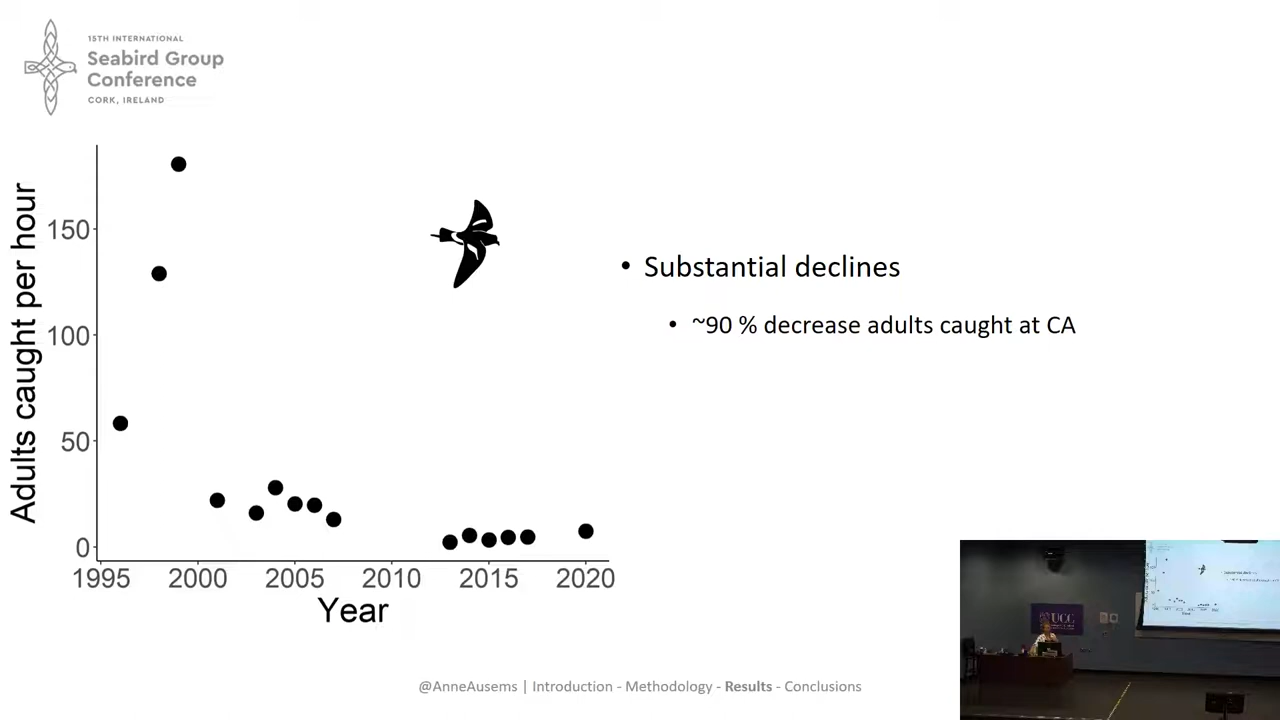 15TH INTERNATIONAL
Seabird Group
Conference
CORK, IRELAND
Adults caught per hour
150
100
50
0
1995 2000 2005 2010 2015 2020
Year
• Substantial declines
• ~90 % decrease adults caught at CA
@AnneAusems | Introduction - Methodology - Results - Conclusions
UCC